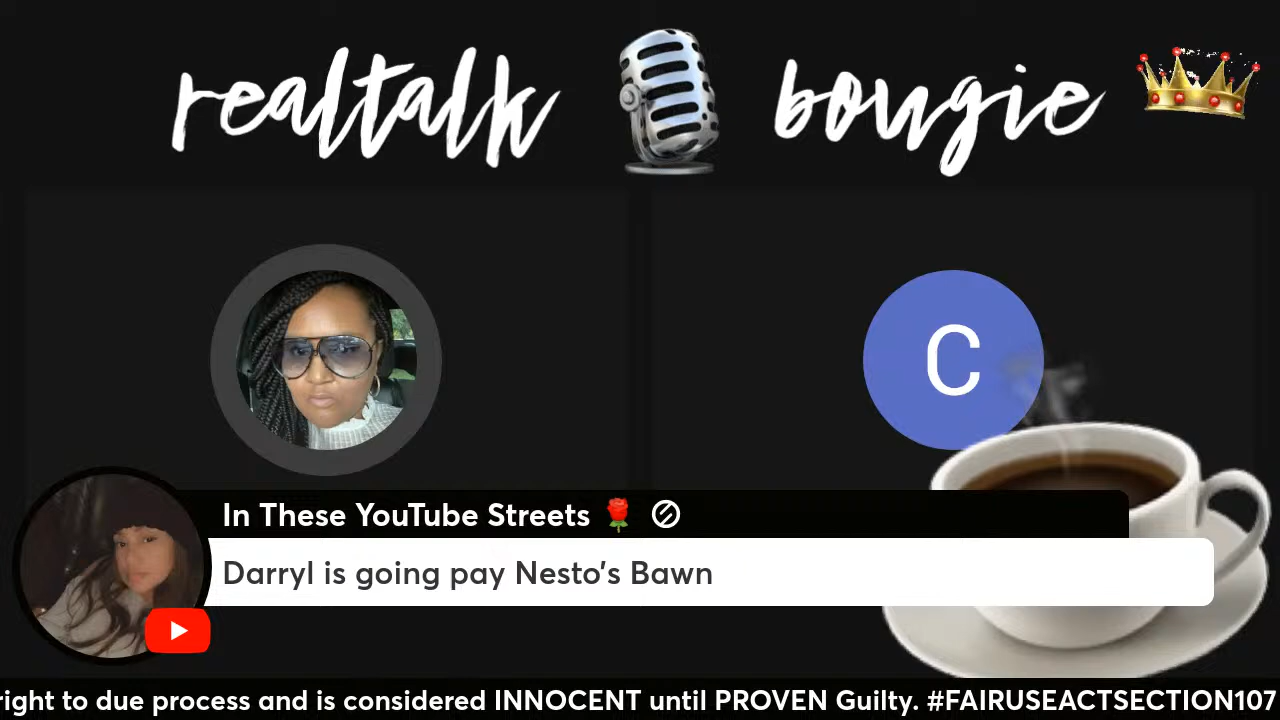 realtalk bougie
C
In These YouTube Streets
Darryl is going pay Nesto's Bawn
right to due process and is considered INNOCENT until PROVEN Guilty. #FAIRUSEACTSECTION107